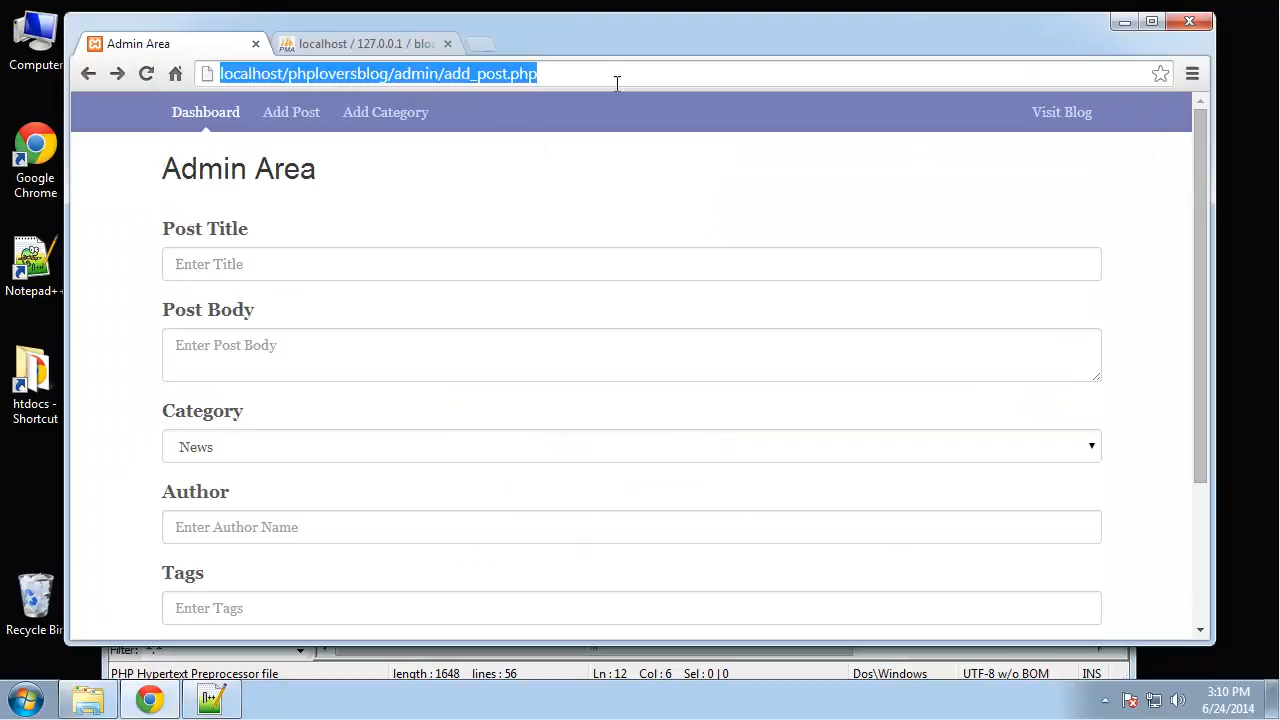 Computer
Google
Chrome
Notepad++
htdocs -
Shortcut
Recycle Bin
Admin Area
localhost / 127.0.0.1 / bloc
localhost/phploversblog/admin/add_post.php
Dashboard
Add Post
Add Category
Visit Blog
Admin Area
Post Title
Enter Title
Post Body
Enter Post Body
Category
News
Author
Enter Author Name
Tags
Enter Tags
Filter: *.*
PHP Hypertext Preprocessor file
length : 1648 lines : 56
Ln : 12 Col : 6 Sel : 0 | 0
Dos\Windows
UTF-8 w/o BOM
INS
3:10 PM
6/24/2014